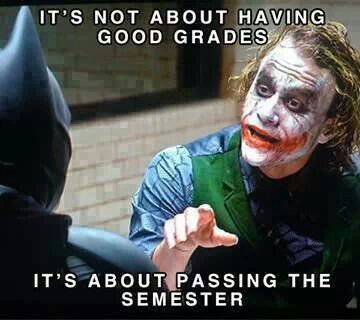 IT'S NOT ABOUT HAVING
GOOD GRADES
IT'S ABOUT PASSING THE
SEMESTER